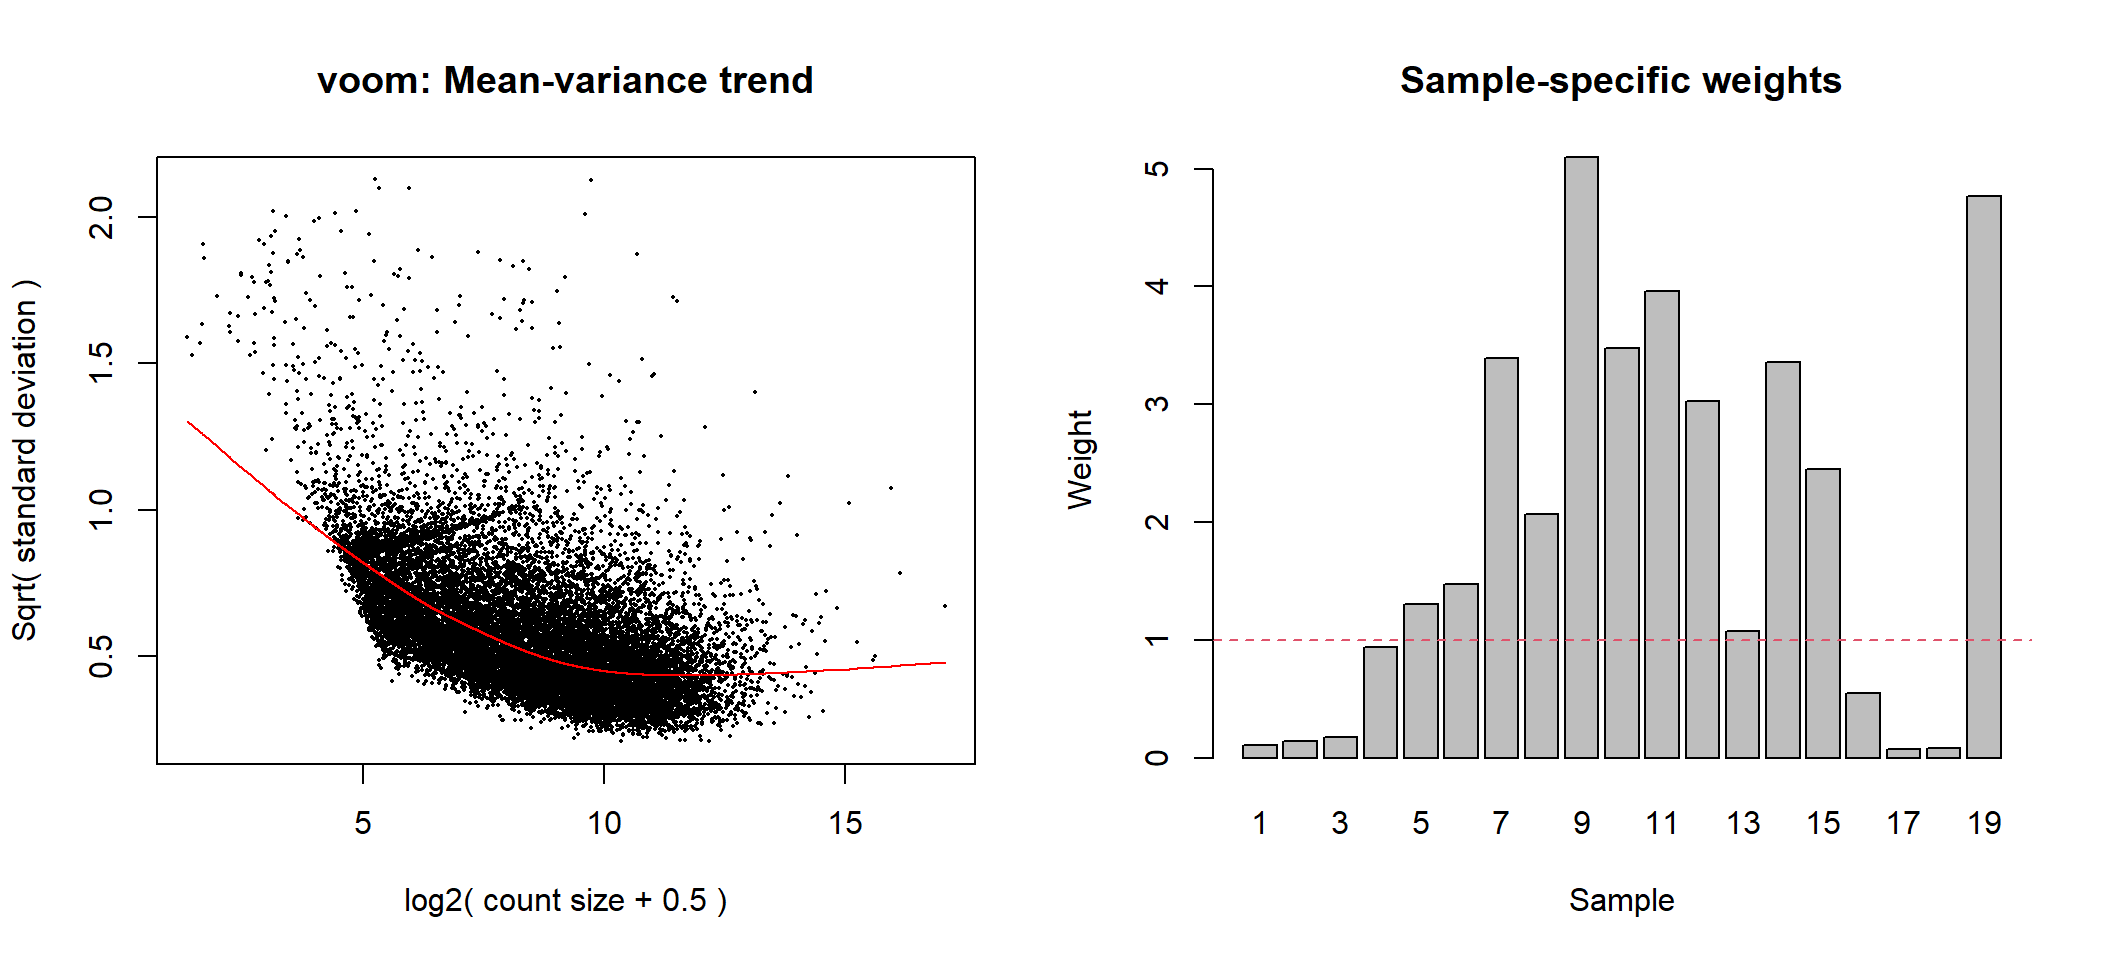 voom: Mean-variance trend
Sqrt( standard deviation )
2.0
1.5
1.0
0.5
5 10 15
log2( count size + 0.5 )
Sample-specific weights
Weight
5
4
3
2
1
0
1 3 5 7 9 11 13 15 17 19
Sample